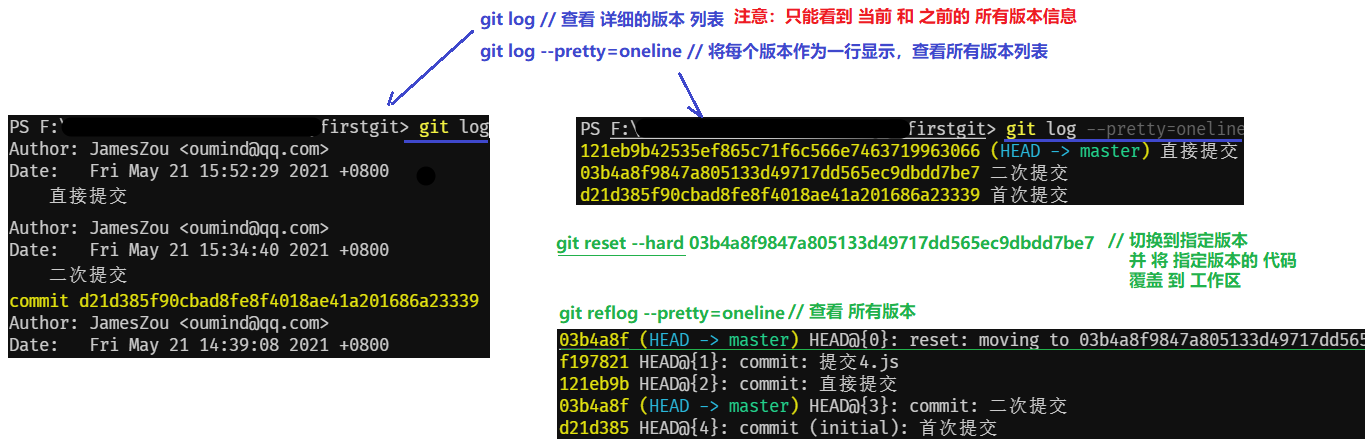 git log // 查看 详细的版本 列表 注意：只能看到 当前 和 之前的 所有版本信息
git log --pretty=oneline // 将每个版本作为一行显示，查看所有版本列表
PS F:\ firstgit> git log
Author: JamesZou <oumind@qq.com>
Date: Fri May 21 15:52:29 2021 +0800
直接提交
Author: JamesZou <oumind@qq.com>
Date: Fri May 21 15:34:40 2021 +0800
二次提交
commit d21d385f90cbad8fe8f4018ae41a201686a23339
Author: JamesZou <oumind@qq.com>
Date: Fri May 21 14:39:08 2021 +0800
PS F:\ firstgit> git log --pretty=oneline
121eb9b42535ef865c71f6c566e7463719963066 (HEAD -> master) 直接提交
03b4a8f9847a805133d49717dd565ec9dbdd7be7 二次提交
d21d385f90cbad8fe8f4018ae41a201686a23339 首次提交
git reset --hard 03b4a8f9847a805133d49717dd565ec9dbdd7be7 // 切换到指定版本
并 将 指定版本的 代码
覆盖 到 工作区
git reflog --pretty=oneline // 查看 所有版本
03b4a8f (HEAD -> master) HEAD@{0}: reset: moving to 03b4a8f9847a805133d49717dd565
f197821 HEAD@{1}: commit: 提交4.js
121eb9b HEAD@{2}: commit: 直接提交
03b4a8f (HEAD -> master) HEAD@{3}: commit: 二次提交
d21d385 HEAD@{4}: commit (initial): 首次提交